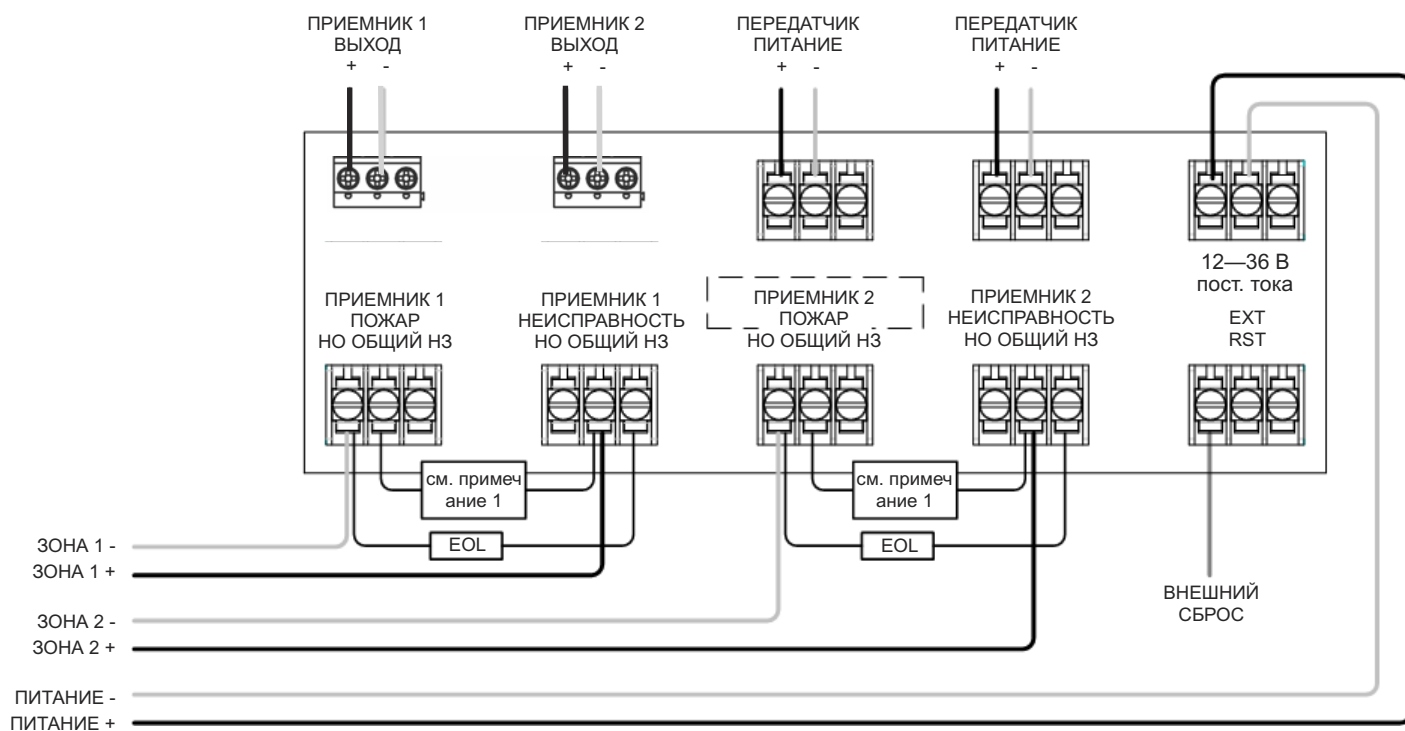 ПРИЕМНИК 1
ВЫХОД
+ -
ПРИЕМНИК 2
ВЫХОД
+ -
ПЕРЕДАТЧИК
ПИТАНИЕ
+ -
ПЕРЕДАТЧИК
ПИТАНИЕ
+ -
12—36 В
пост. тока
ПРИЕМНИК 1
ПОЖАР
НО ОБЩИЙ НЗ
ПРИЕМНИК 1
НЕИСПРАВНОСТЬ
НО ОБЩИЙ НЗ
ПРИЕМНИК 2
ПОЖАР
НО ОБЩИЙ НЗ
ПРИЕМНИК 2
НЕИСПРАВНОСТЬ
НО ОБЩИЙ НЗ
EXT
RST
см. примеч
ание 1
EOL
см. примеч
ание 1
EOL
ВНЕШНИЙ
СБРОС
ЗОНА 1 -
ЗОНА 1 +
ЗОНА 2 -
ЗОНА 2 +
ПИТАНИЕ -
ПИТАНИЕ +